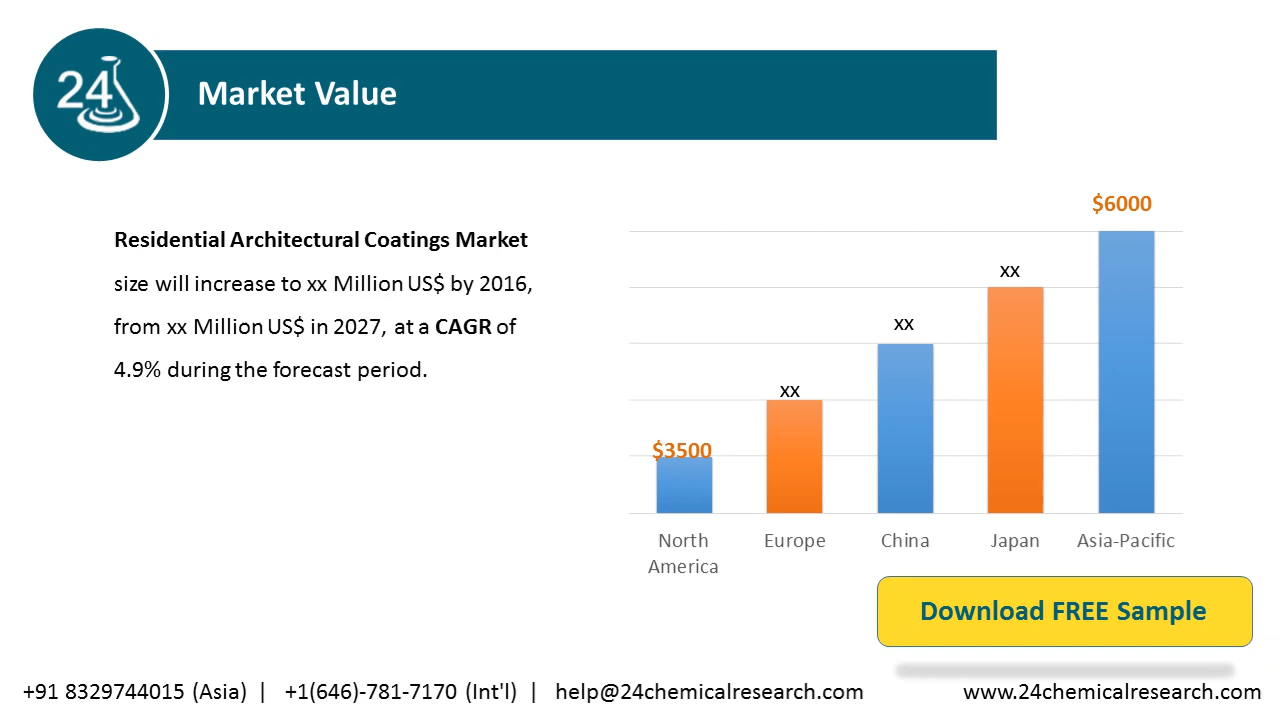 24
Market Value
Residential Architectural Coatings Market
size will increase to xx Million US$ by 2016,
from xx Million US$ in 2027, at a CAGR of
4.9% during the forecast period.
$6000
xx
xx
xx
$3500
North
America
Europe
China
Japan
Asia-Pacific
Download FREE Sample
+91 8329744015 (Asia) | +1(646)-781-7170 (Int'l) | help@24chemicalresearch.com
www.24chemicalresearch.com